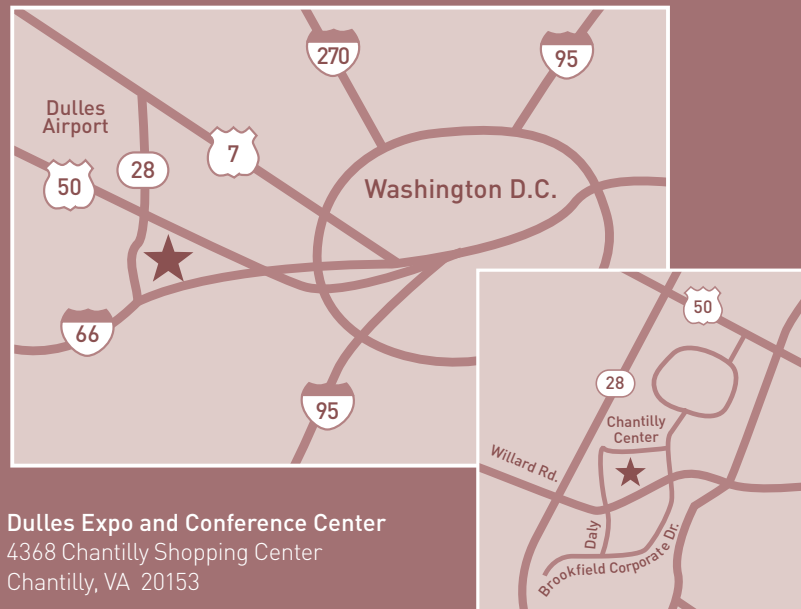 270
95
Dulles
Airport
7
28
50
Washington D.C.
66
95
50
28
Chantilly
Center
Willard Rd.
Daly
Brookfield Corporate Dr.
Dulles Expo and Conference Center
4368 Chantilly Shopping Center
Chantilly, VA 20153